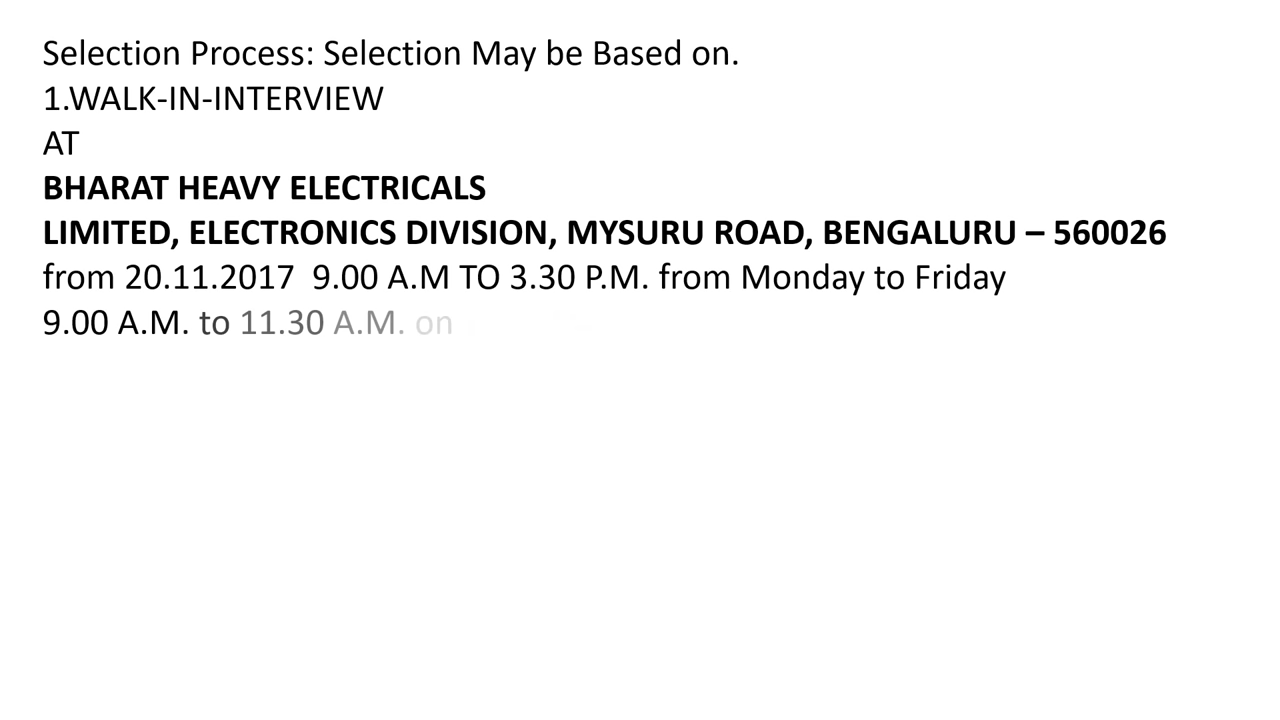 Selection Process: Selection May be Based on.
1.WALK-IN-INTERVIEW
AT
BHARAT HEAVY ELECTRICALS
LIMITED, ELECTRONICS DIVISION, MYSURU ROAD, BENGALURU – 560026
from 20.11.2017  9.00 A.M TO 3.30 P.M. from Monday to Friday
9.00 A.M. to 11.30 A.M. on